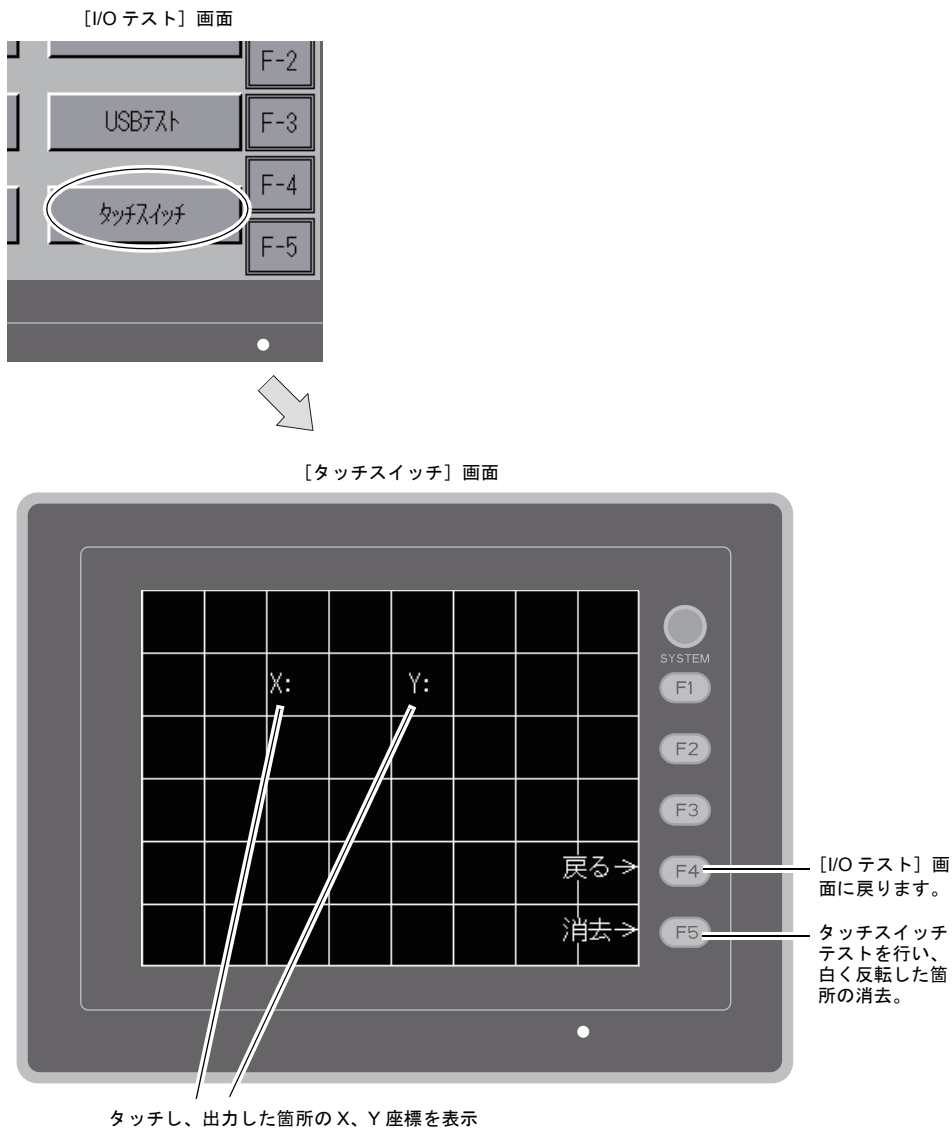 ［I/O テスト］画面
F-2
USBテスト
F-3
F-4
タッチスイッチ
F-5
［タッチスイッチ］画面
SYSTEM
X:
Y:
F1
F2
F3
戻る→
F4
［I/O テスト］画
面に戻ります。
消去→
F5
タッチスイッチ
テストを行い、
白く反転した箇
所の消去。
タッチし、出力した箇所の X、Y 座標を表示